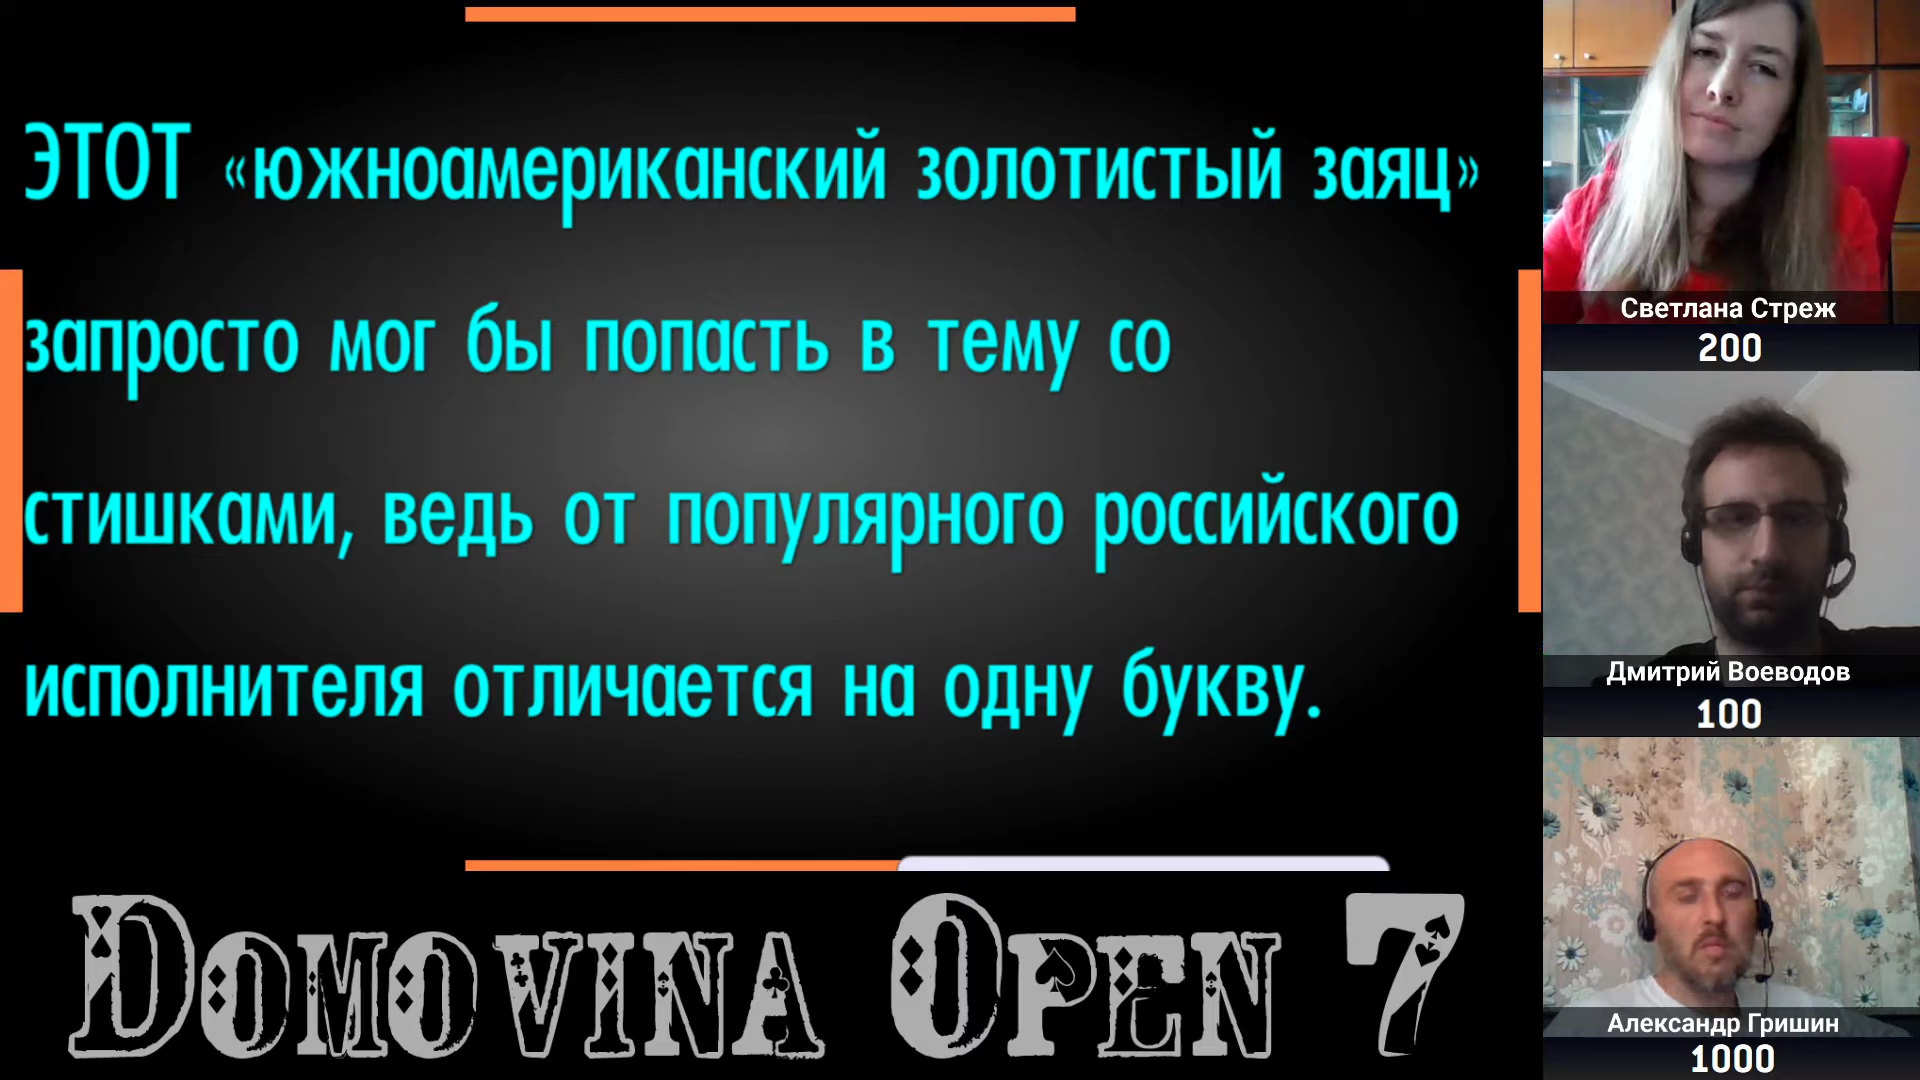 ЭТОТ «южноамериканский золотистый заяц»
запросто мог бы попасть в тему со
стишками, ведь от популярного российского
исполнителя отличается на одну букву.
Domovina Open 7
Светлана Стреж
200
Дмитрий Воеводов
100
Александр Гришин
1000